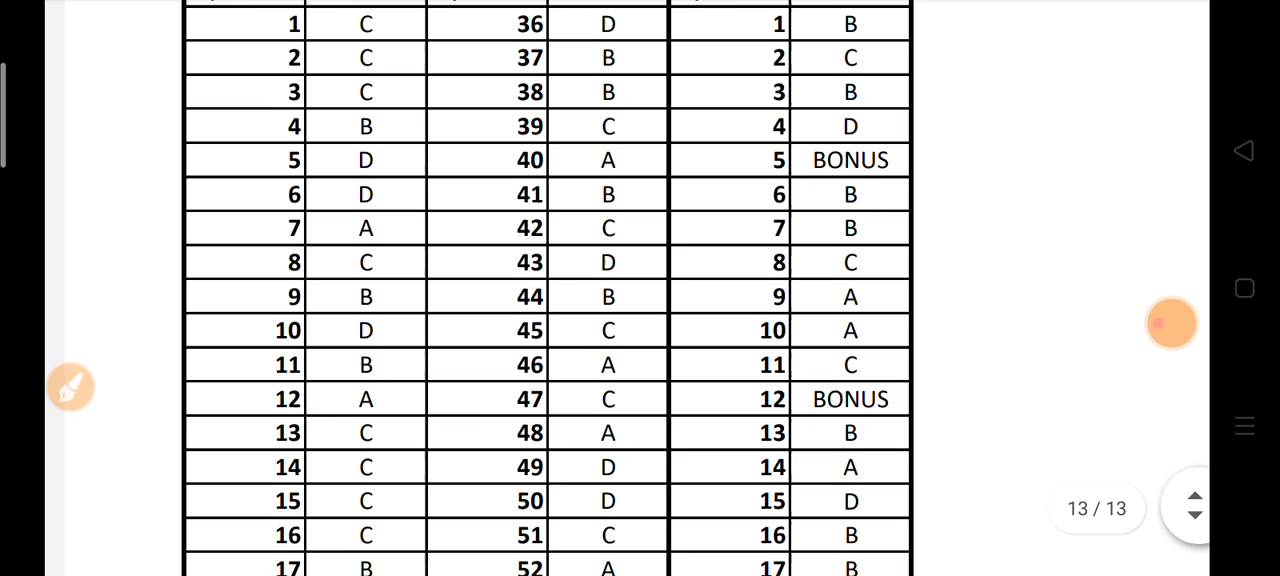 1 C 36 D 1 B
2 C 37 B 2 C
3 C 38 B 3 B
4 B 39 C 4 D
5 D 40 A 5 BONUS
6 D 41 B 6 B
7 A 42 C 7 B
8 C 43 D 8 C
9 B 44 B 9 A
10 D 45 C 10 A
11 B 46 A 11 C
12 A 47 C 12 BONUS
13 C 48 A 13 B
14 C 49 D 14 A
15 C 50 D 15 D
16 C 51 C 16 B
17 B 52 A 17 B
13 / 13